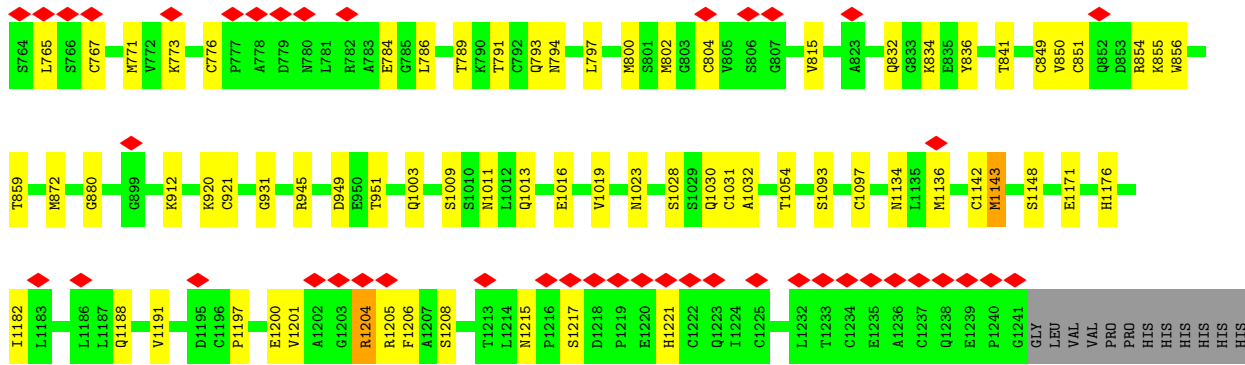 S764 L765 S766 C767 M771 V772 K773 C776 P777 A778 D779 N780 L781 R782 A783 E784 G785 L786 T789 K790 T791 C792 Q793 N794 L797 M800 S801 M802 G803 C804 V805 S806 G807 V815 A823 Q832 G833 K834 E835 Y836 T841 C849 V850 C851 Q852 D853 R854 K855 W856
T859 M872 G880 G899 K912 K920 C921 G931 R945 D949 E950 T951 Q1003 S1009 S1010 N1011 L1012 Q1013 E1016 V1019 N1023 S1028 S1029 Q1030 C1031 A1032 T1054 S1093 C1097 N1134 L1135 M1136 C1142 M1143 S1148 E1171 H1176
I1182 L1183 L1186 L1187 Q1188 V1191 D1195 C1196 P1197 E1200 V1201 A1202 G1203 R1204 R1205 F1206 A1207 S1208 T1213 L1214 N1215 P1216 S1217 D1218 P1219 E1220 H1221 C1222 Q1223 I1224 C1225 L1232 T1233 C1234 E1235 A1236 C1237 Q1238 E1239 P1240 G1241 GLY LEU VAL VAL PRO PRO HIS HIS HIS HIS HIS HIS